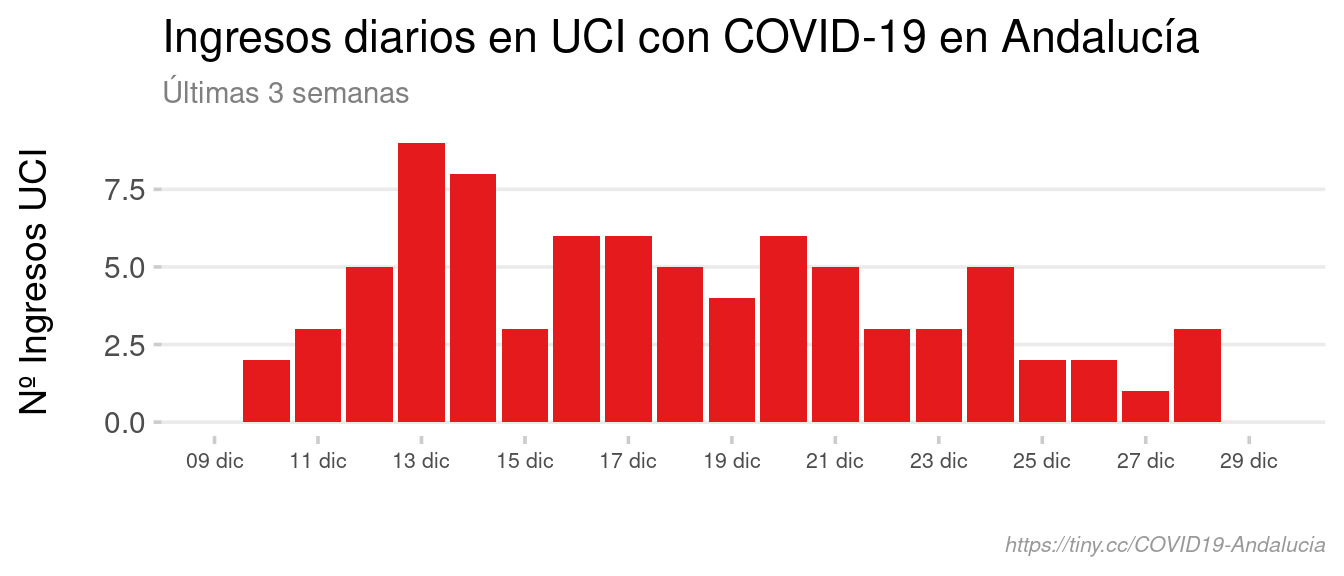 Ingresos diarios en UCI con COVID-19 en Andalucía
Últimas 3 semanas
Nº Ingresos UCI
7.5
5.0
2.5
0.0
09 dic 11 dic 13 dic 15 dic 17 dic 19 dic 21 dic 23 dic 25 dic 27 dic 29 dic
https://tiny.cc/COVID19-Andalucia